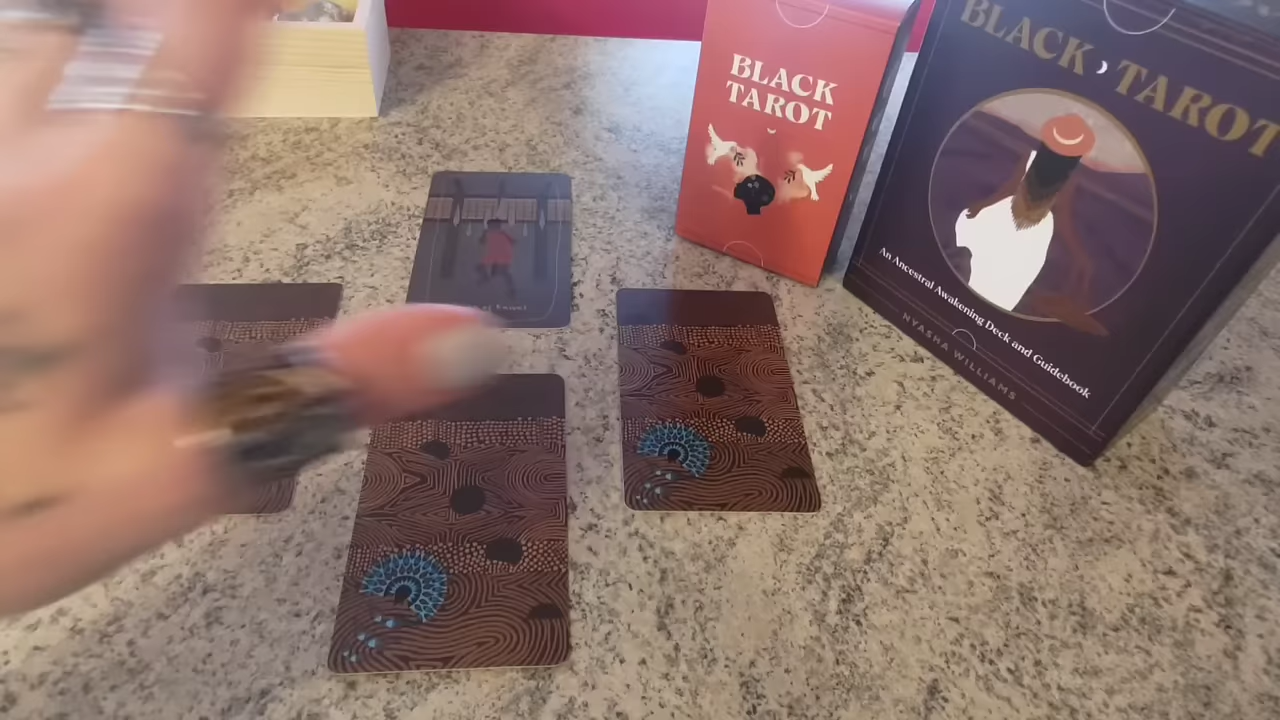 BLACK
TAROT
BLACK TAROT
An Ancestral Awakening Deck and Guidebook
NYASHA WILLIAMS